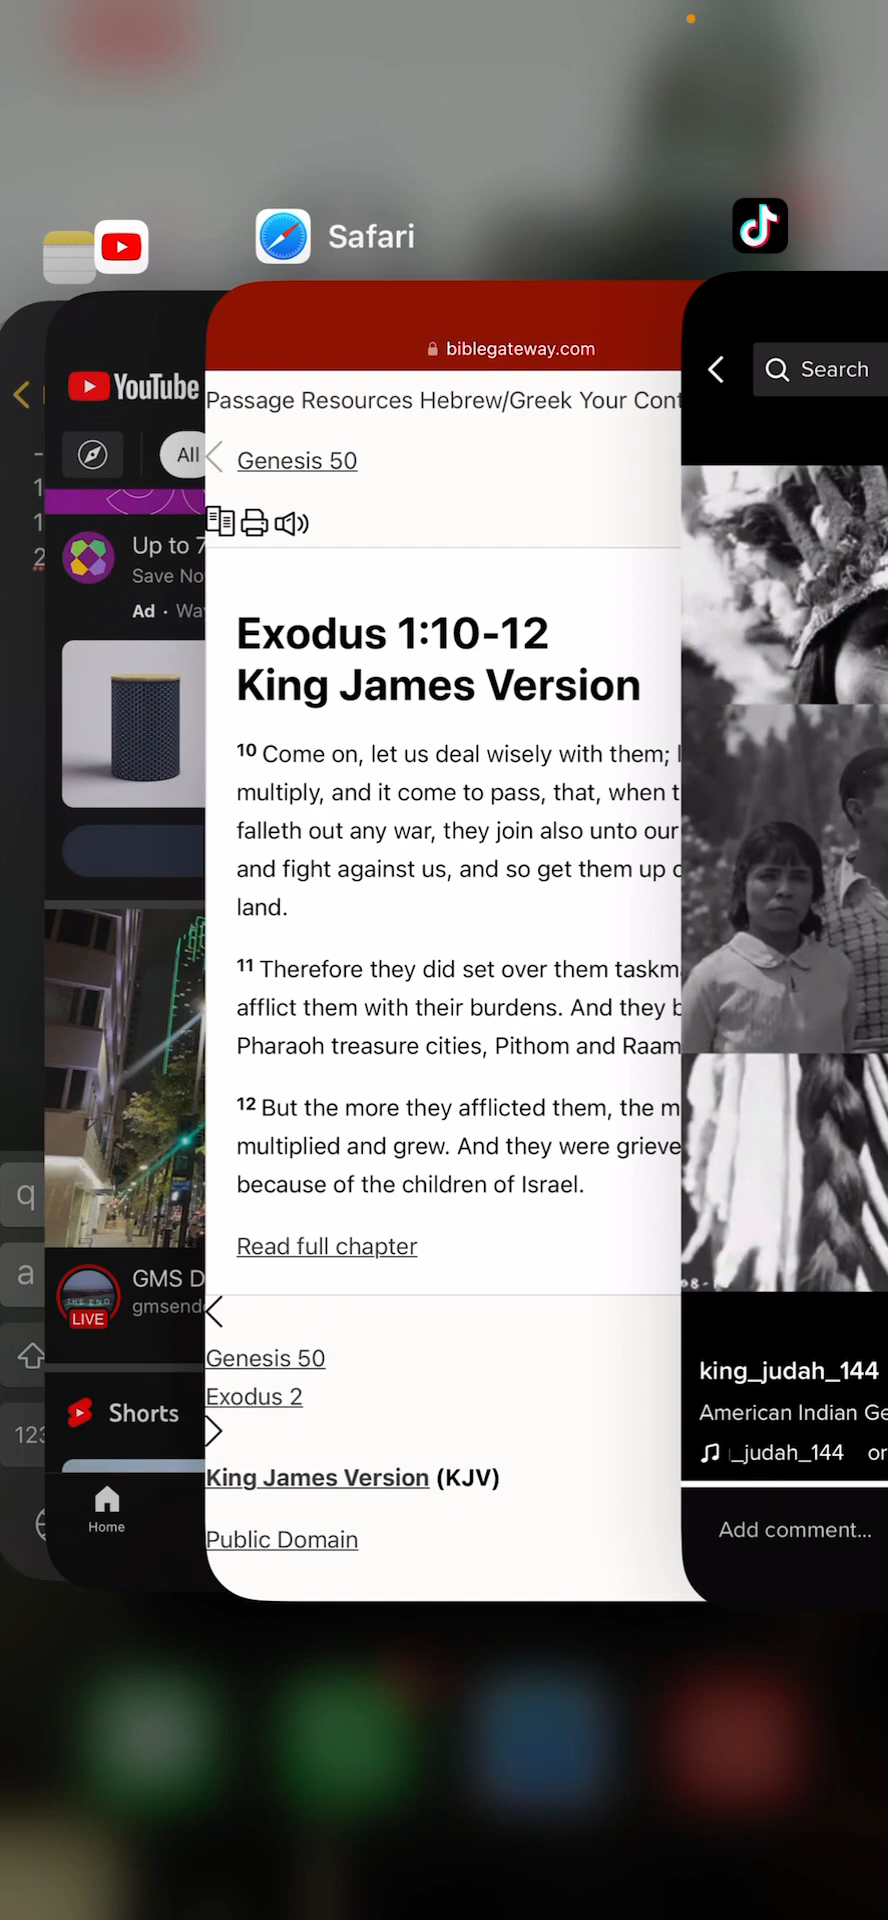 Safari
YouTube
All
Up to 7
Save No
Ad · Wa
GMS D
gmsend
THE END
LIVE
Shorts
Home
1
1
2
q
a
123
biblegateway.com
Passage Resources Hebrew/Greek Your Cont
Genesis 50
Exodus 1:10-12
King James Version
10 Come on, let us deal wisely with them; l
multiply, and it come to pass, that, when t
falleth out any war, they join also unto our
and fight against us, and so get them up o
land.
11 Therefore they did set over them taskm
afflict them with their burdens. And they b
Pharaoh treasure cities, Pithom and Raam
12 But the more they afflicted them, the m
multiplied and grew. And they were grieve
because of the children of Israel.
Read full chapter
Genesis 50
Exodus 2
King James Version (KJV)
Public Domain
Search
king_judah_144
American Indian Ge
_judah_144 or
Add comment...